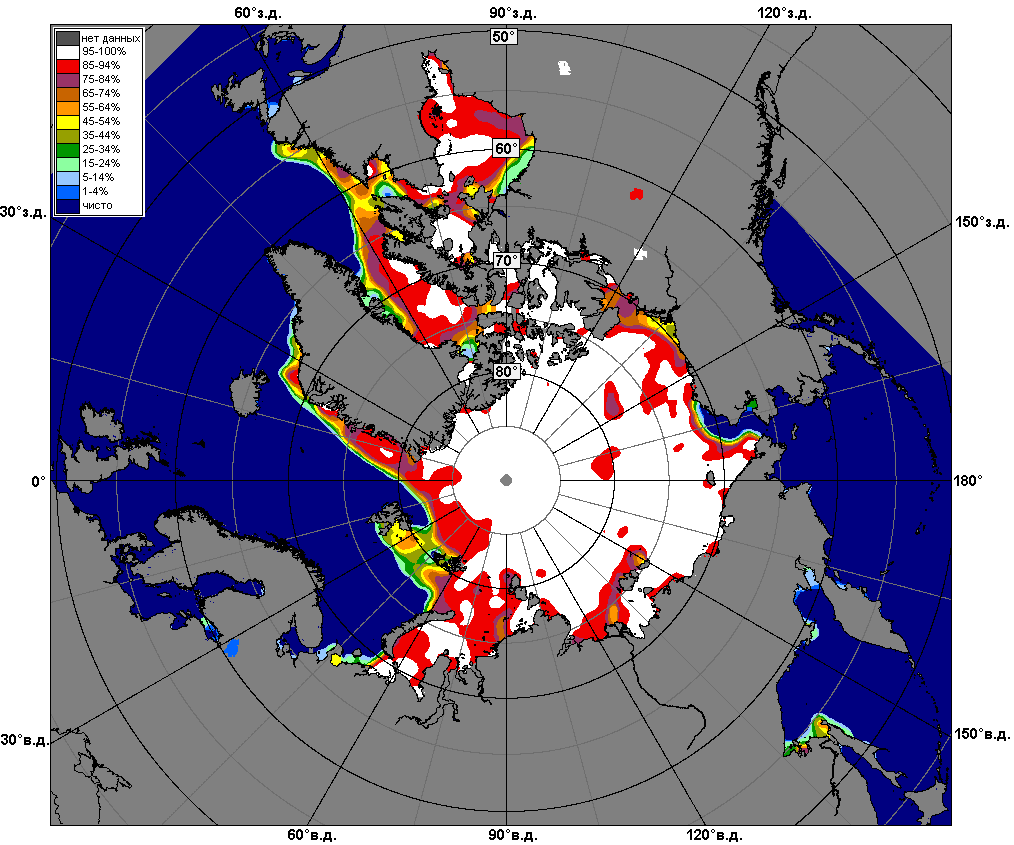 60°з.д.
90°з.д.
120°з.д.
50°
нет данных
95-100%
85-94%
75-84%
65-74%
55-64%
45-54%
35-44%
25-34%
15-24%
5-14%
1-4%
чисто
60°
30°з.д.
150°з.д.
70°
80°
0°
180°
30°в.д.
150°в.д.
60°в.д.
90°в.д.
120°в.д.